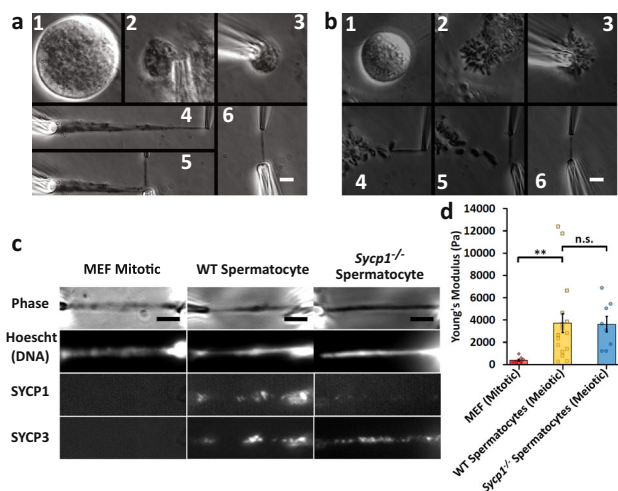 a
1
2
3
4
5
6
b
1
2
3
4
5
6
c
MEF Mitotic
WT Spermatocyte
Sycp1-/-
Spermatocyte
Phase
Hoescht
(DNA)
SYCP1
SYCP3
d
Young's Modulus (Pa)
14000
12000
10000
8000
6000
4000
2000
0
**
n.s.
MEF (Mitotic)
WT Spermatocytes (Meiotic)
Sycp1-/- Spermatocytes (Meiotic)